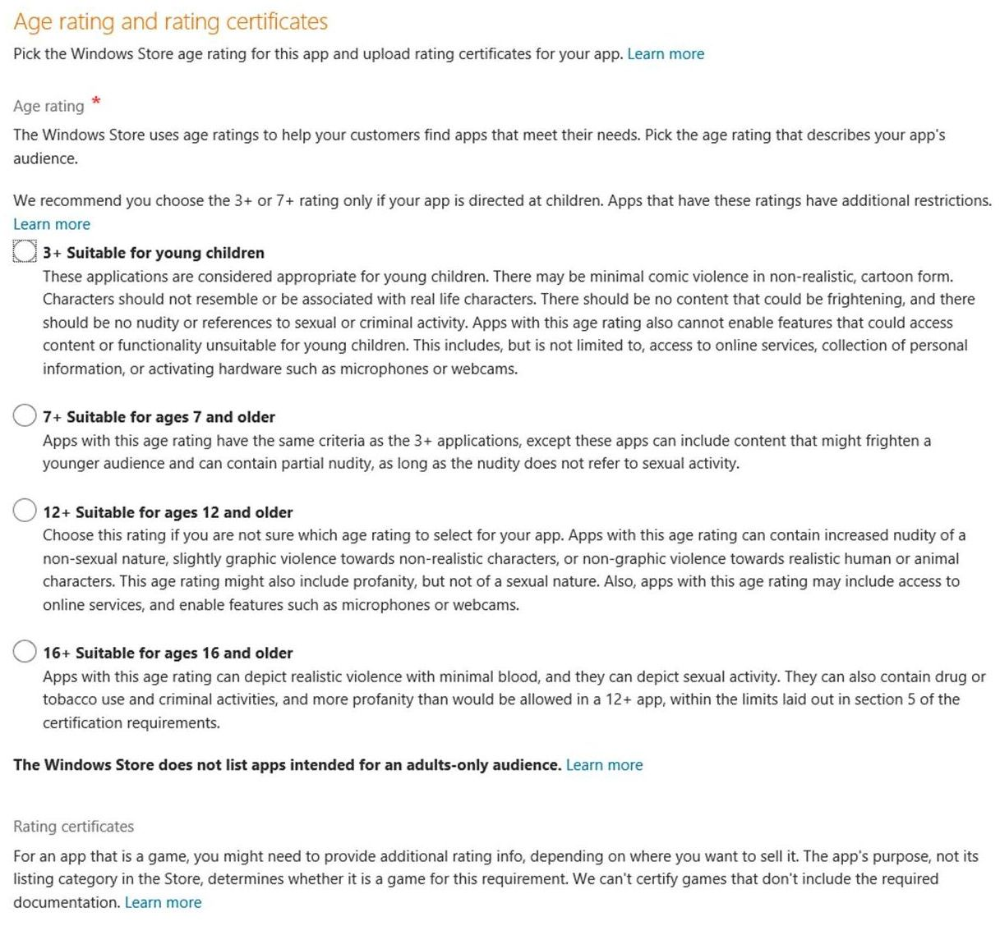 Age rating and rating certificates
Pick the Windows Store age rating for this app and upload rating certificates for your app. Learn more
Age rating *
The Windows Store uses age ratings to help your customers find apps that meet their needs. Pick the age rating that describes your app's
audience.
We recommend you choose the 3+ or 7+ rating only if your app is directed at children. Apps that have these ratings have additional restrictions.
Learn more
3+ Suitable for young children
These applications are considered appropriate for young children. There may be minimal comic violence in non-realistic, cartoon form.
Characters should not resemble or be associated with real life characters. There should be no content that could be frightening, and there
should be no nudity or references to sexual or criminal activity. Apps with this age rating also cannot enable features that could access
content or functionality unsuitable for young children. This includes, but is not limited to, access to online services, collection of personal
information, or activating hardware such as microphones or webcams.
7+ Suitable for ages 7 and older
Apps with this age rating have the same criteria as the 3+ applications, except these apps can include content that might frighten a
younger audience and can contain partial nudity, as long as the nudity does not refer to sexual activity.
12+ Suitable for ages 12 and older
Choose this rating if you are not sure which age rating to select for your app. Apps with this age rating can contain increased nudity of a
non-sexual nature, slightly graphic violence towards non-realistic characters, or non-graphic violence towards realistic human or animal
characters. This age rating might also include profanity, but not of a sexual nature. Also, apps with this age rating may include access to
online services, and enable features such as microphones or webcams.
16+ Suitable for ages 16 and older
Apps with this age rating can depict realistic violence with minimal blood, and they can depict sexual activity. They can also contain drug or
tobacco use and criminal activities, and more profanity than would be allowed in a 12+ app, within the limits laid out in section 5 of the
certification requirements.
The Windows Store does not list apps intended for an adults-only audience. Learn more
Rating certificates
For an app that is a game, you might need to provide additional rating info, depending on where you want to sell it. The app's purpose, not its
listing category in the Store, determines whether it is a game for this requirement. We can't certify games that don't include the required
documentation. Learn more